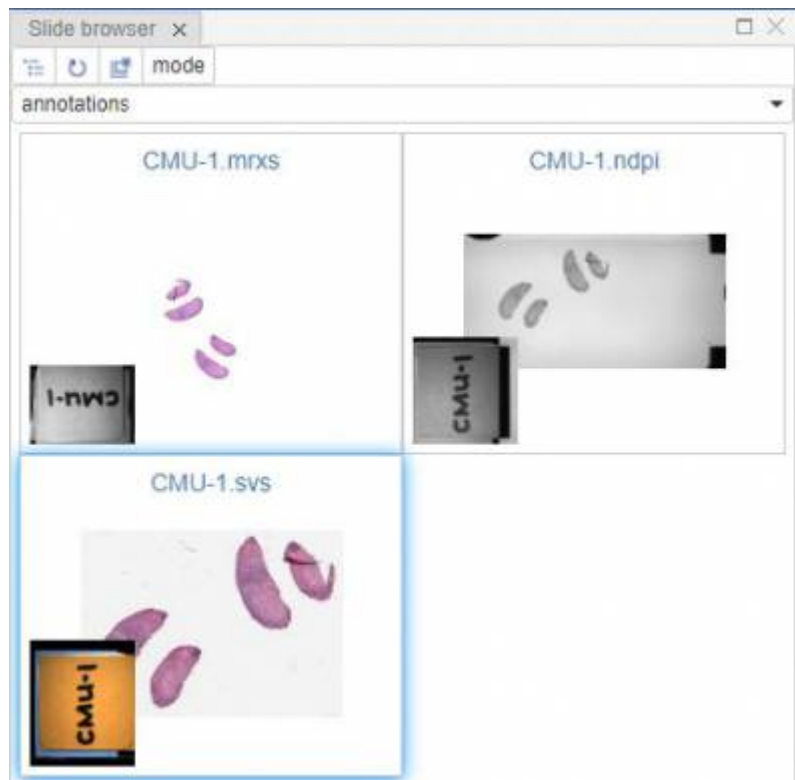 Slide browser
mode
annotations
CMU-1.mrxs
CMU-1.ndpi
CMU-1
CMU-1
CMU-1.svs
CMU-1